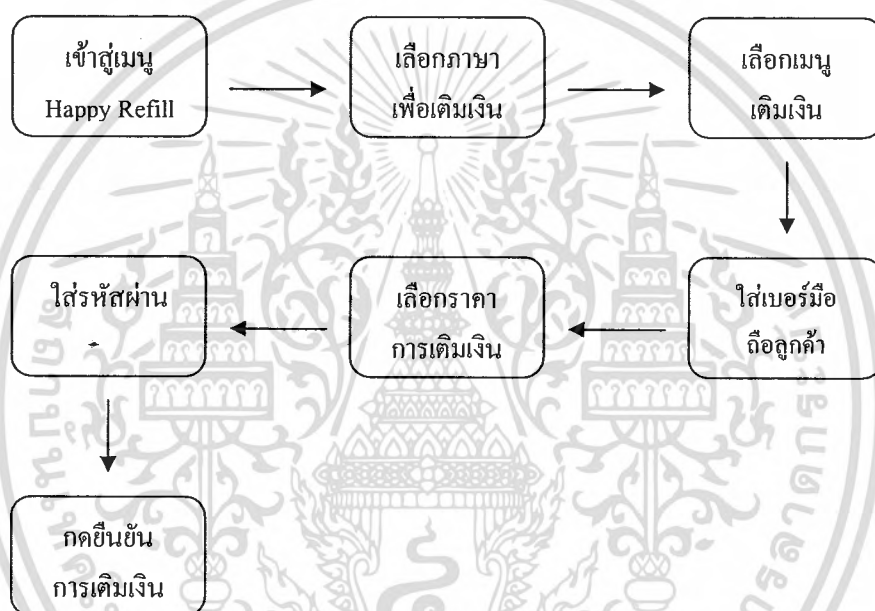 เข้าสู่เมนู
Happy Refill
เลือกภาษา
เพื่อเติมเงิน
เลือกเมนู
เติมเงิน
ใส่เบอร์มือ
ถือลูกค้า
เลือกราคา
การเติมเงิน
ใส่รหัสผ่าน
กดยืนยัน
การเติมเงิน